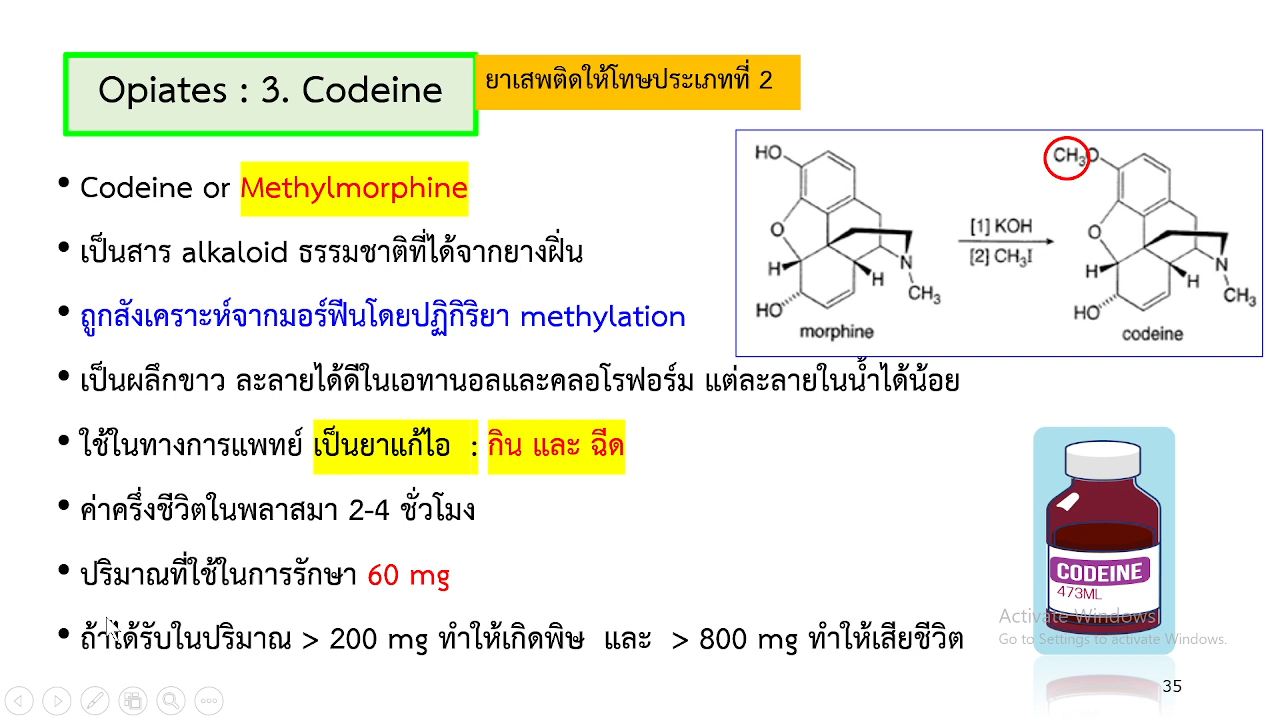 Opiates : 3. Codeine
ยาเสพติดให้โทษประเภทที่ 2
• Codeine or Methylmorphine
• เป็นสาร alkaloid ธรรมชาติที่ได้จากยางฝิ่น
• ถูกสังเคราะห์จากมอร์ฟีนโดยปฏิกิริยา methylation
• เป็นผลึกขาว ละลายได้ดีในเอทานอลและคลอโรฟอร์ม แต่ละลายในน้ำได้น้อย
• ใช้ในทางการแพทย์ เป็นยาแก้ไอ : กิน และ ฉีด
• ค่าครึ่งชีวิตในพลาสมา 2-4 ชั่วโมง
• ปริมาณที่ใช้ในการรักษา 60 mg
• ถ้าได้รับในปริมาณ > 200 mg ทำให้เกิดพิษ และ > 800 mg ทำให้เสียชีวิต
HO
O
H
H
N
CH₃
HO
morphine
[1] KOH
[2] CH₃I
CH₃O
O
H
H
N
CH₃
HO
codeine
CODEINE
473ML
Activate Windows
Go to Settings to activate Windows.
35